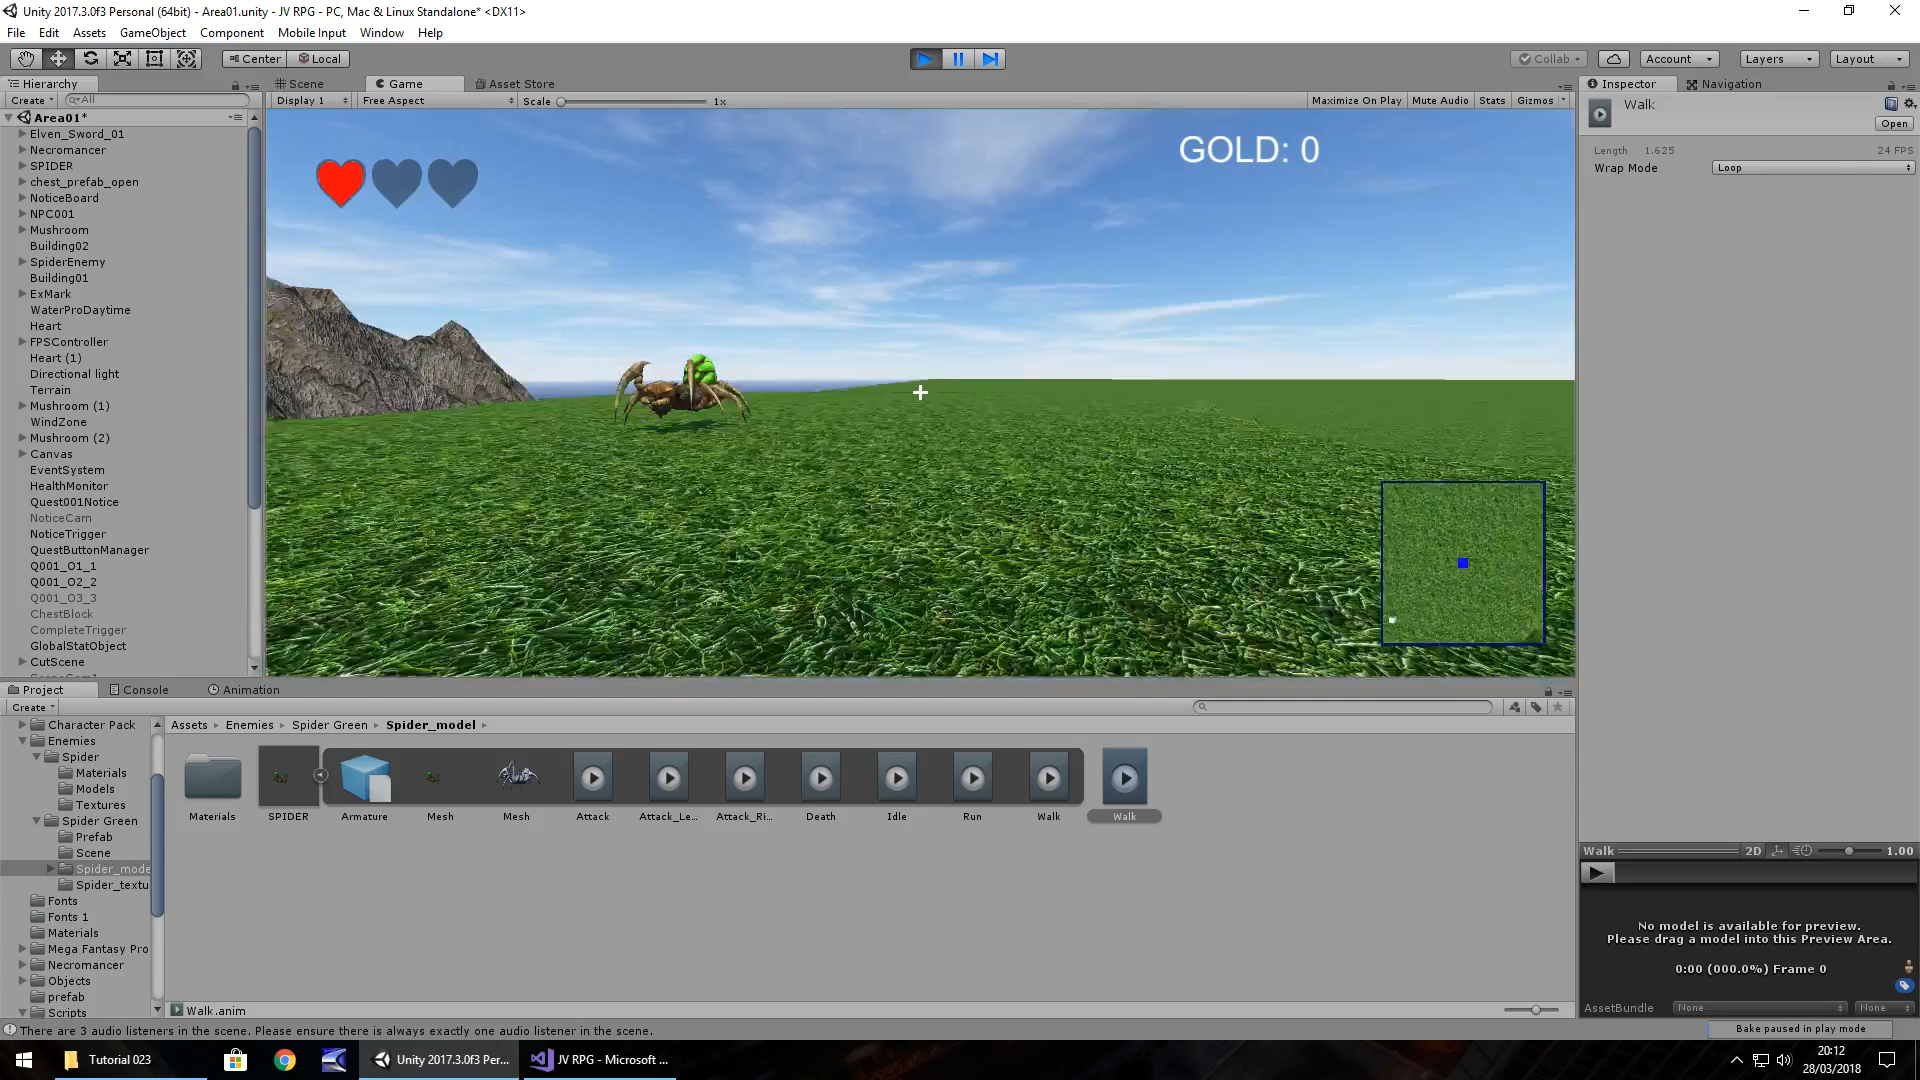 Unity 2017.3.0f3 Personal (64bit) - Area01.unity - JV RPG - PC, Mac & Linux Standalone* <DX11>
File Edit Assets GameObject Component Mobile Input Window Help
Center Local Collab Account Layers Layout
Hierarchy Scene Game Asset Store Inspector Navigation
Create All Display 1 Free Aspect Scale 1x Maximize On Play Mute Audio Stats Gizmos Walk
Open
Area01*
Elven_Sword_01
Necromancer
SPIDER
chest_prefab_open
NoticeBoard
NPC001
Mushroom
Building02
SpiderEnemy
Building01
ExMark
WaterProDaytime
Heart
FPSController
Heart (1)
Directional light
Terrain
Mushroom (1)
WindZone
Mushroom (2)
Canvas
EventSystem
HealthMonitor
Quest001Notice
NoticeCam
NoticeTrigger
QuestButtonManager
Q001_O1_1
Q001_O2_2
Q001_O3_3
ChestBlock
CompleteTrigger
GlobalStatObject
CutScene
GOLD: 0
Length 1.625 24 FPS
Wrap Mode Loop
Project Console Animation
Create
Character Pack
Enemies
Spider
Materials
Models
Textures
Spider Green
Prefab
Scene
Spider_mode
Spider_textu
Fonts
Fonts 1
Materials
Mega Fantasy Pro
Necromancer
Objects
prefab
Scripts
Assets Enemies Spider Green Spider_model
Materials SPIDER Armature Mesh Mesh Attack Attack_Le... Attack_Ri... Death Idle Run Walk Walk
Walk.anim
Walk 2D 1.00
No model is available for preview.
Please drag a model into this Preview Area.
0:00 (000.0%) Frame 0
AssetBundle None None
There are 3 audio listeners in the scene. Please ensure there is always exactly one audio listener in the scene.
Bake paused in play mode
Tutorial 023 Unity 2017.3.0f3 Per... JV RPG - Microsoft ...
20:12
28/03/2018